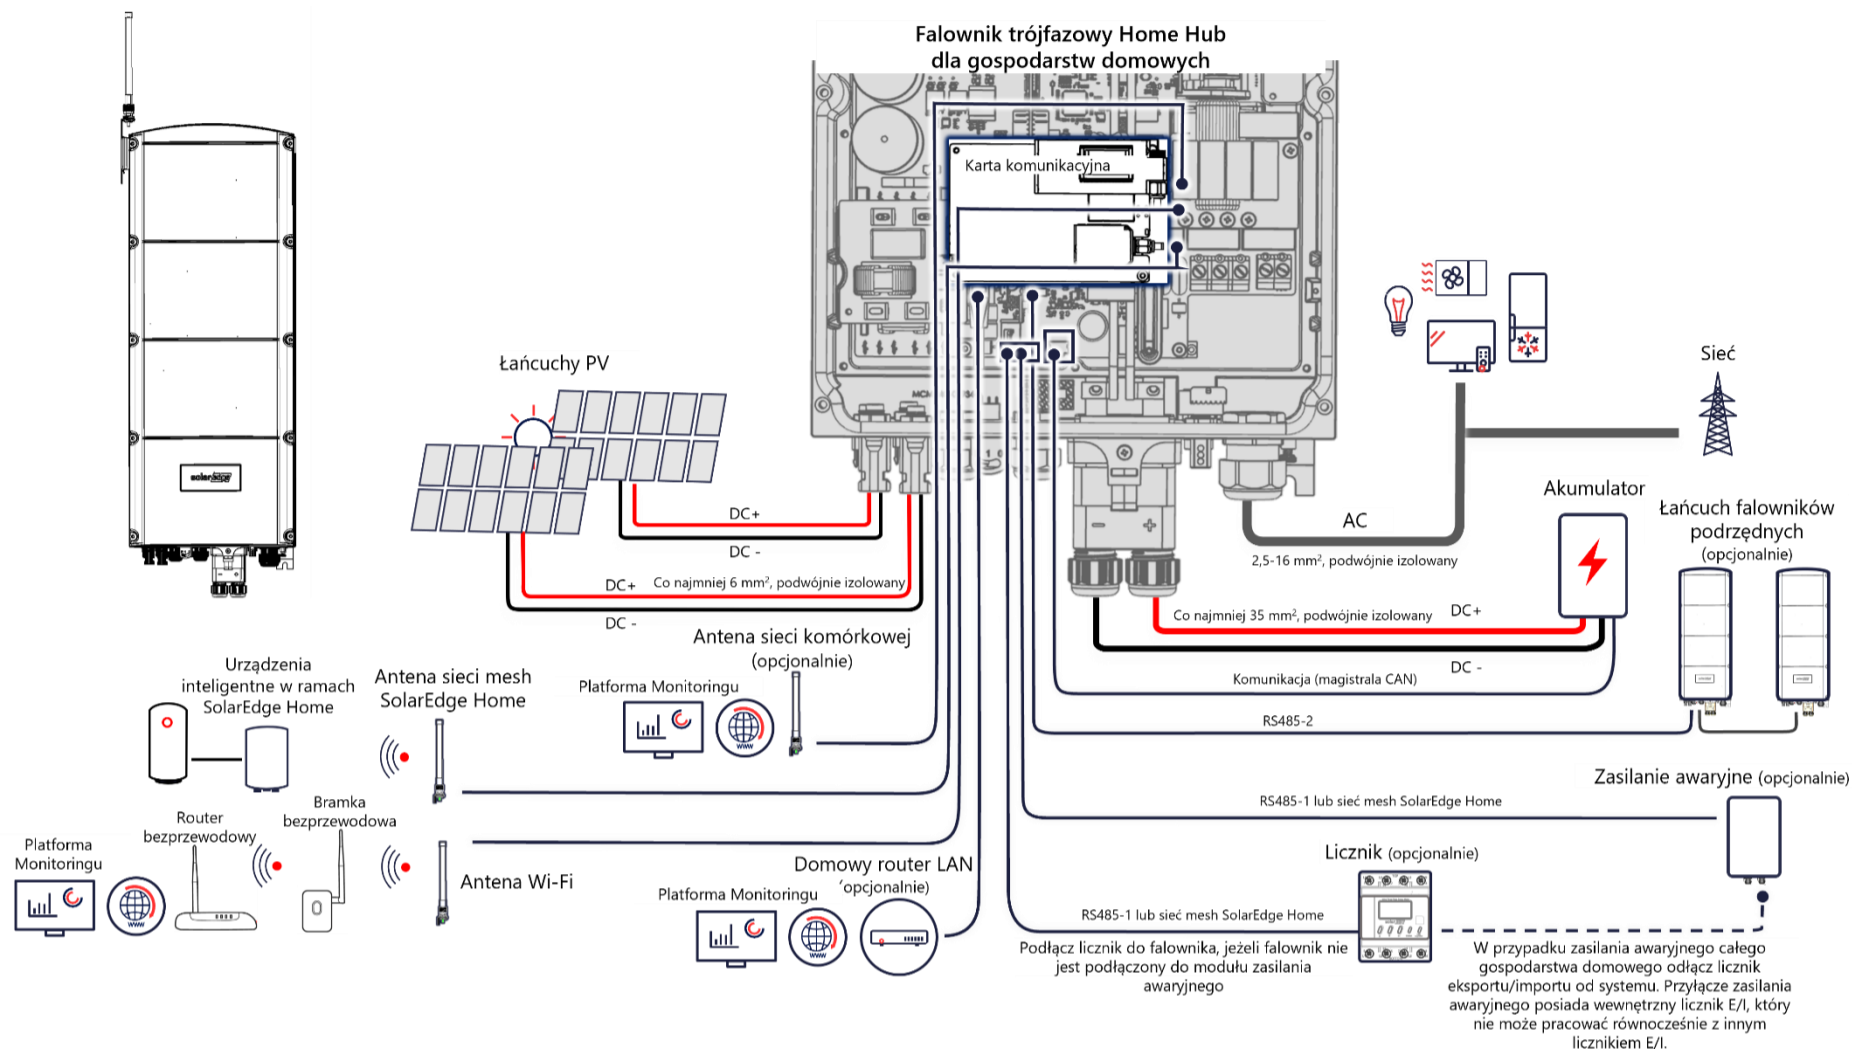 Falownik trójfazowy Home Hub
dla gospodarstw domowych
Karta komunikacyjna
solaredge
Łańcuchy PV
DC+
DC -
DC+
Co najmniej 6 mm², podwójnie izolowany
DC -
Sieć
AC
2,5-16 mm², podwójnie izolowany
Akumulator
Łańcuch falowników
podrzędnych
(opcjonalnie)
Co najmniej 35 mm², podwójnie izolowany
DC+
DC -
Komunikacja (magistrala CAN)
RS485-2
Antena sieci komórkowej
(opcjonalnie)
Platforma Monitoringu
www
Urządzenia
inteligentne w ramach
SolarEdge Home
Antena sieci mesh
SolarEdge Home
Zasilanie awaryjne (opcjonalnie)
RS485-1 lub sieć mesh SolarEdge Home
Bramka
bezprzewodowa
Router
bezprzewodowy
Platforma
Monitoringu
www
Antena Wi-Fi
Domowy router LAN
(opcjonalnie)
Platforma Monitoringu
www
Licznik (opcjonalnie)
RS485-1 lub sieć mesh SolarEdge Home
Podłącz licznik do falownika, jeżeli falownik nie
jest podłączony do modułu zasilania
awaryjnego
W przypadku zasilania awaryjnego całego
gospodarstwa domowego odłącz licznik
eksportu/importu od systemu. Przyłącze zasilania
awaryjnego posiada wewnętrzny licznik E/I, który
nie może pracować równocześnie z innym
licznikiem E/I.